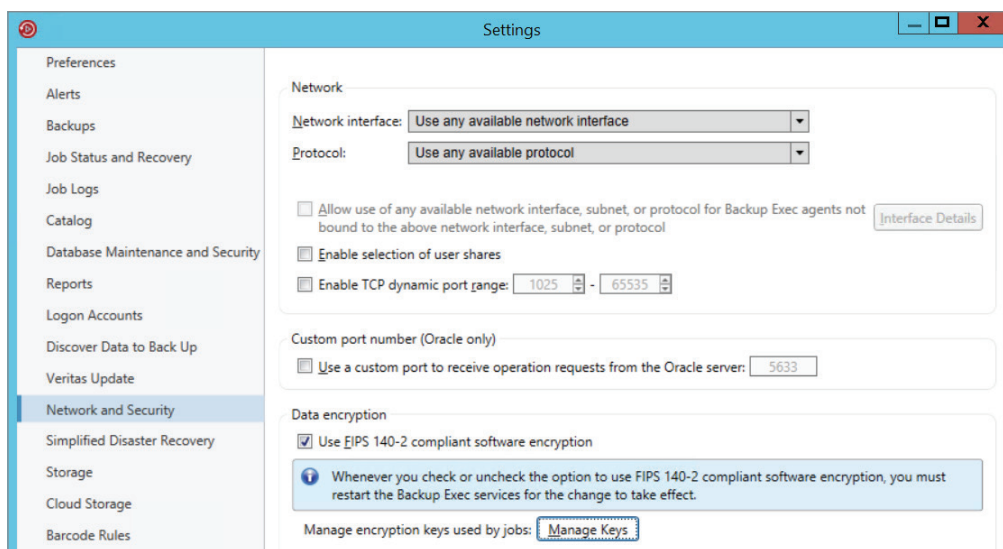 Settings
X
Preferences
Alerts
Backups
Job Status and Recovery
Job Logs
Catalog
Database Maintenance and Security
Reports
Logon Accounts
Discover Data to Back Up
Veritas Update
Network and Security
Simplified Disaster Recovery
Storage
Cloud Storage
Barcode Rules
Network
Network interface: Use any available network interface
Protocol: Use any available protocol
Allow use of any available network interface, subnet, or protocol for Backup Exec agents not
bound to the above network interface, subnet, or protocol
Interface Details
Enable selection of user shares
Enable TCP dynamic port range: 1025 - 65535
Custom port number (Oracle only)
Use a custom port to receive operation requests from the Oracle server: 5633
Data encryption
Use FIPS 140-2 compliant software encryption
Whenever you check or uncheck the option to use FIPS 140-2 compliant software encryption, you must
restart the Backup Exec services for the change to take effect.
Manage encryption keys used by jobs: Manage Keys